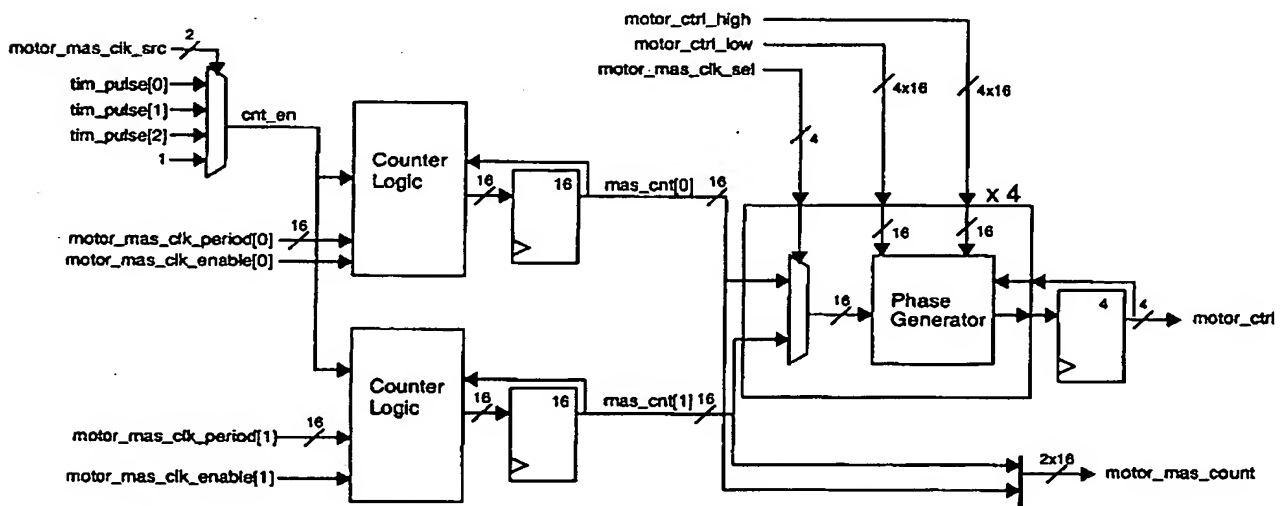 motor_ctrl_high
motor_ctrl_low
motor_mas_clk_sel
2
motor_mas_clk_src
tim_pulse[0]
tim_pulse[1]
tim_pulse[2]
1
cnt_en
4x16
4x16
4
Counter
Logic
16
16
mas_cnt[0]
16
x 4
16
16
motor_mas_clk_period[0]
16
motor_mas_clk_enable[0]
16
Phase
Generator
4
4
motor_ctrl
Counter
Logic
16
16
mas_cnt[1]
16
motor_mas_clk_period[1]
16
motor_mas_clk_enable[1]
2x16
motor_mas_count